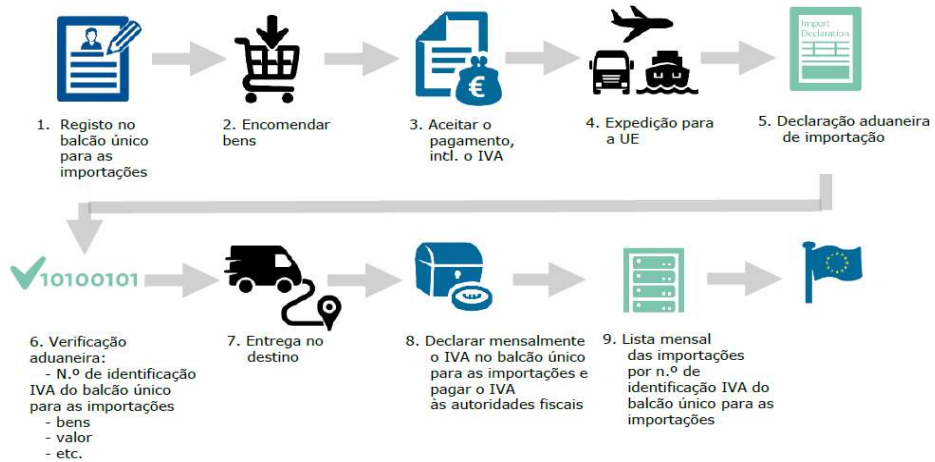 Import
Declaration
1. Registo no
balcão único
para as
importações
2. Encomendar
bens
3. Aceitar o
pagamento,
intl. o IVA
4. Expedição para
a UE
5. Declaração aduaneira
de importação
10100101
6. Verificação
aduaneira:
- N.º de identificação
IVA do balcão único
para as importações
- bens
- valor
- etc.
7. Entrega no
destino
8. Declarar mensalmente
o IVA no balcão único
para as importações e
pagar o IVA
às autoridades fiscais
9. Lista mensal
das importações
por n.º de
identificação IVA do
balcão único para as
importações